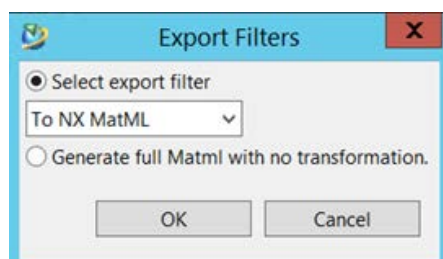 Export Filters
Select export filter
To NX MatML
Generate full Matml with no transformation.
OK Cancel